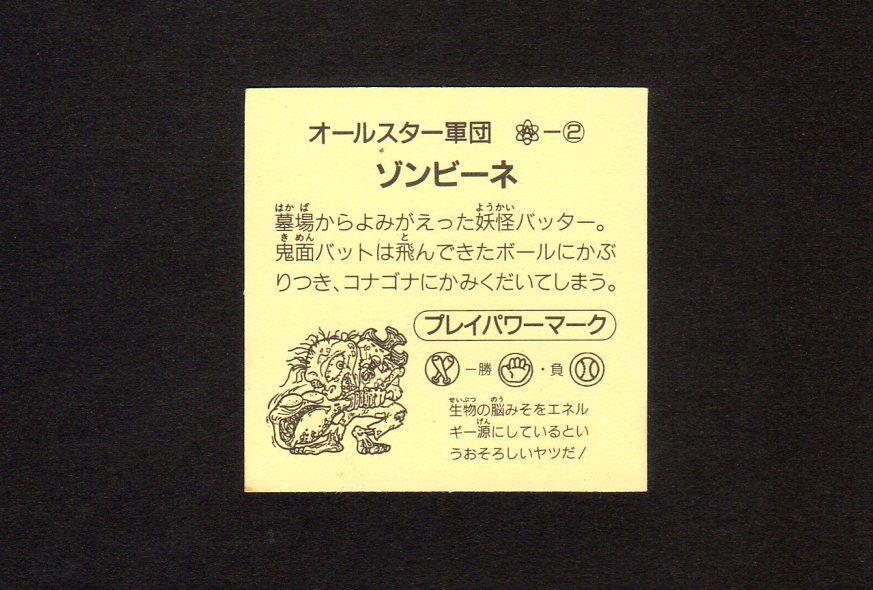 オールスター軍団 A-②
ゾンビーネ
墓場からよみがえった妖怪バッター。
鬼面バットは飛んできたボールにかぶ
りつき、コナゴナにかみくだいてしまう。
プレイパワーマーク
-勝 ・負
生物の脳みそをエネル
ギー源にしているとい
うおそろしいヤツだ!